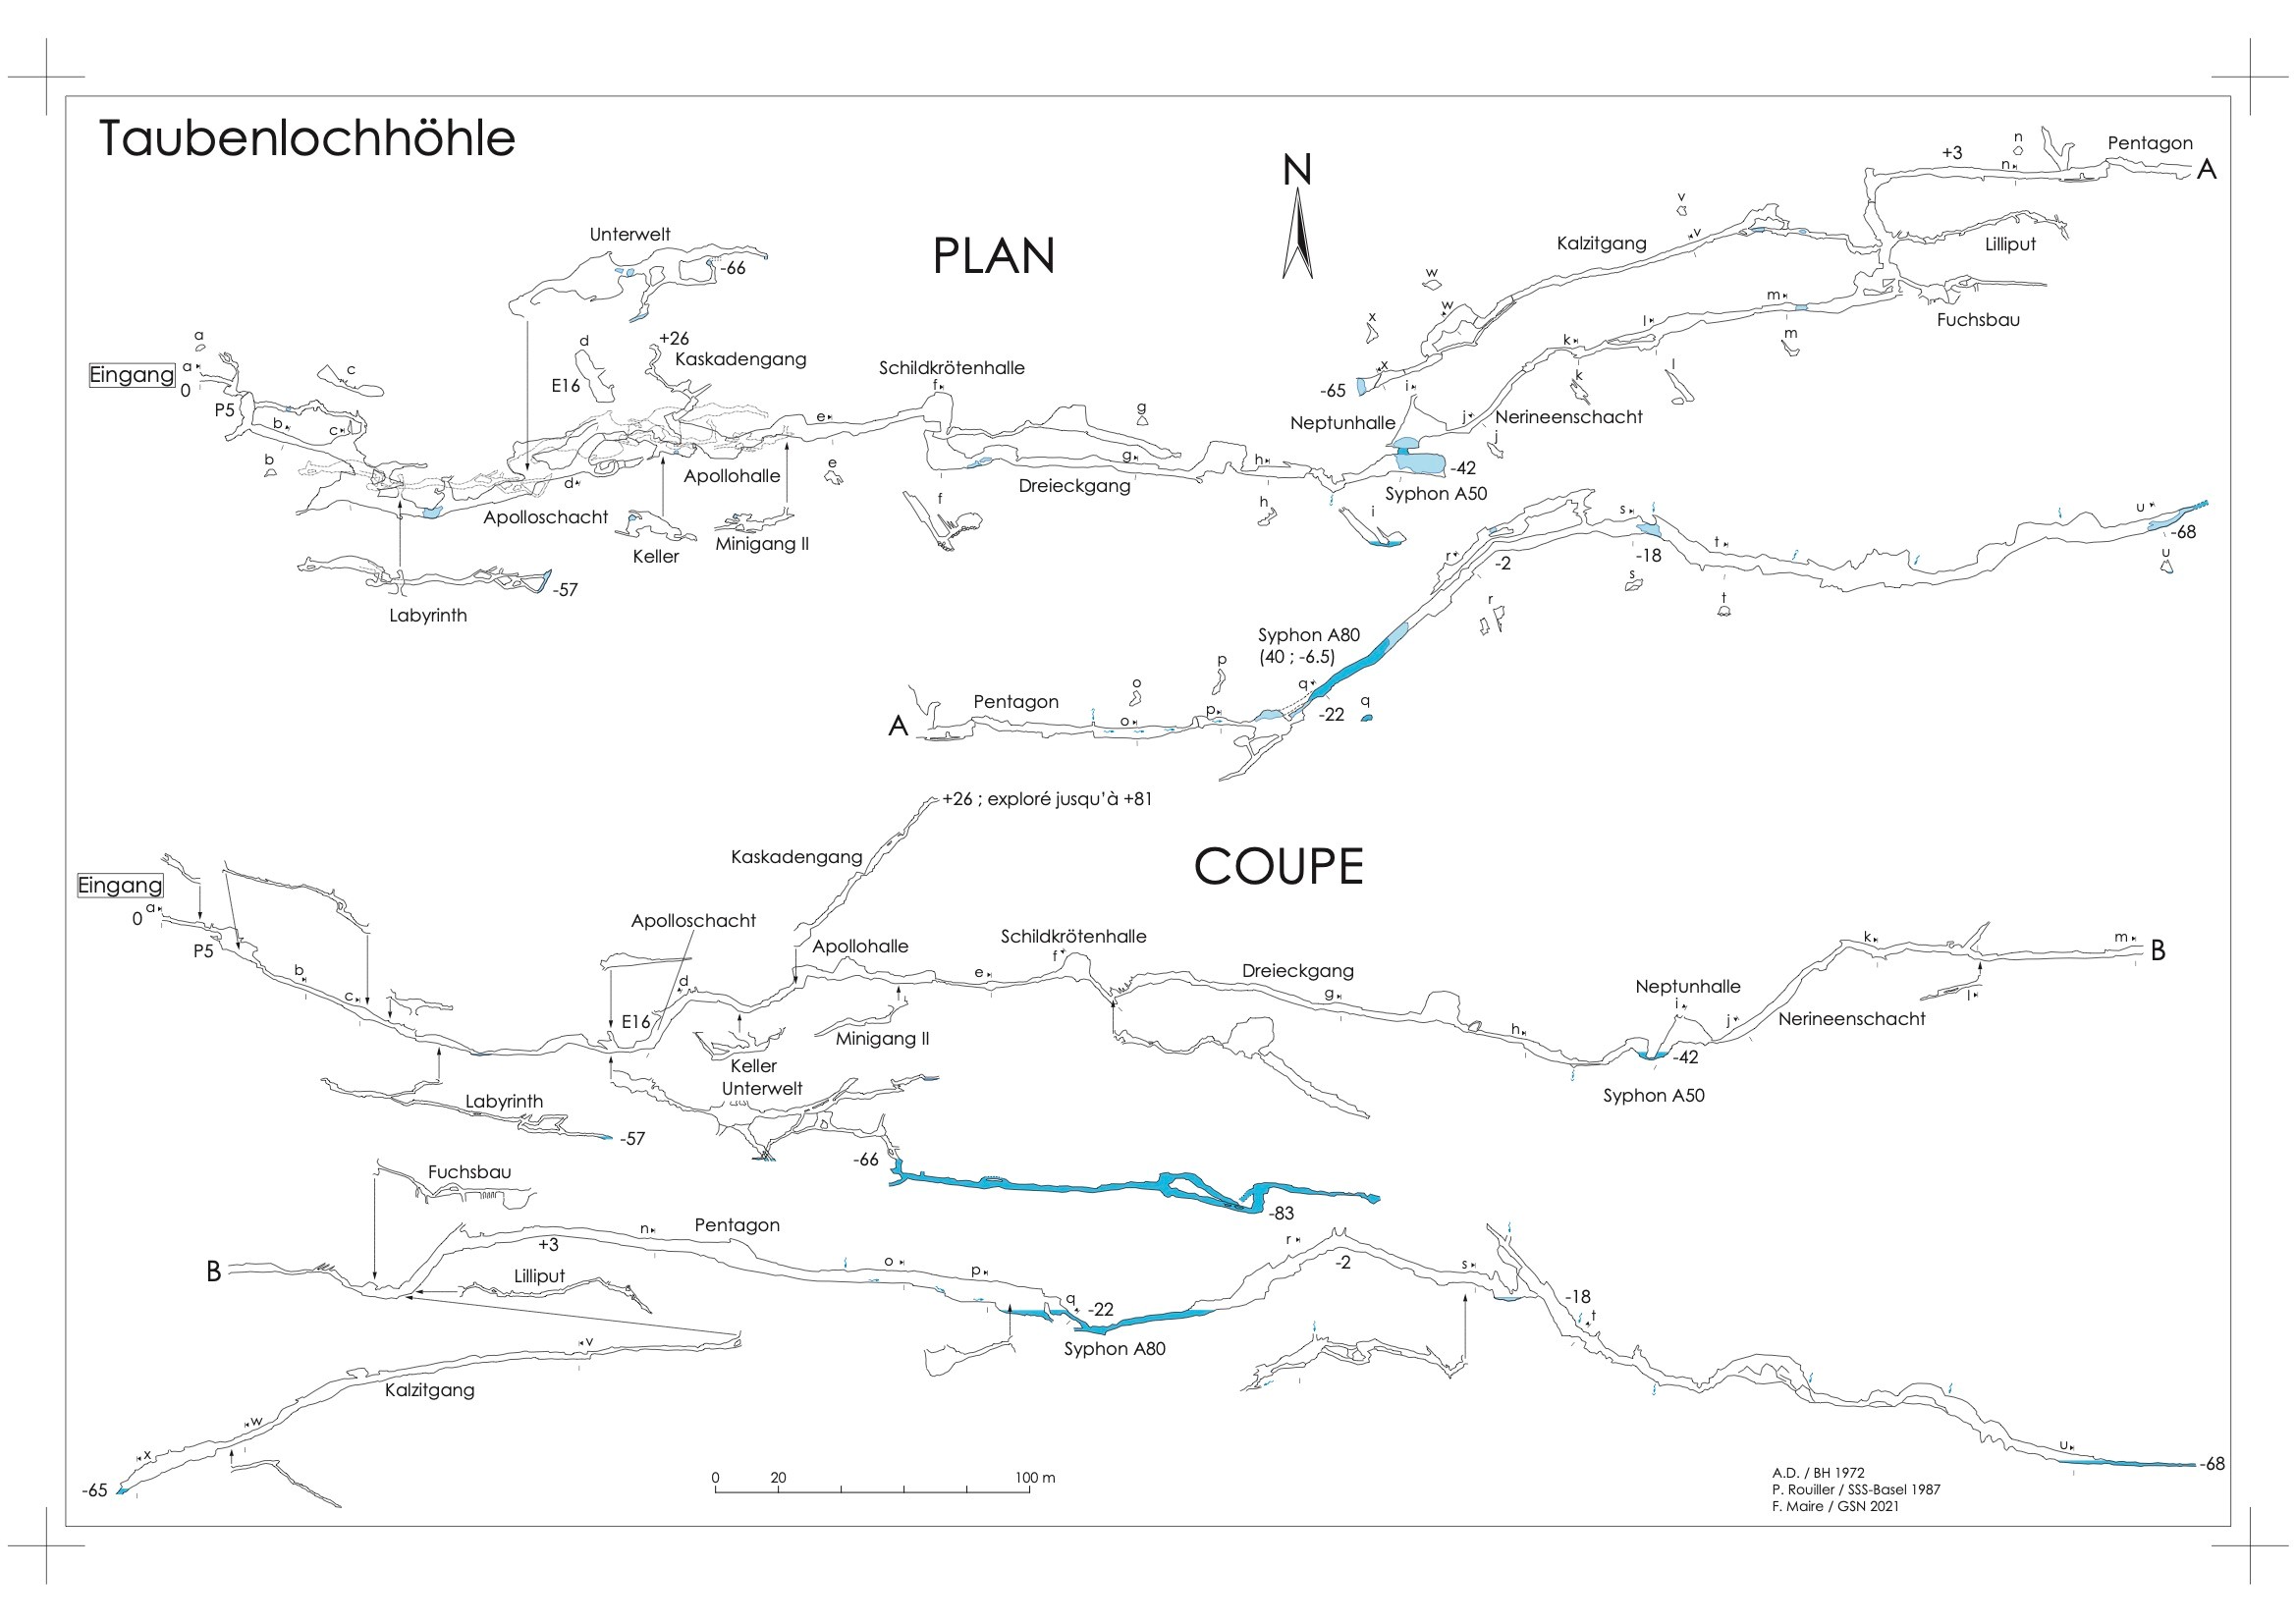 Taubenlochhöhle
PLAN
N
n
+3
n
Pentagon
A
v
v
Kalzitgang
Lilliput
Unterwelt
-66
w
w
m
m
Fuchsbau
a
Eingang
a
0
P5
c
b
c
b
d
E16
+26
Kaskadengang
Schildkrötenhalle
f
e
e
g
g
x
x
-65
i
l
l
k
k
Neptunhalle
j
Nerineenschacht
j
h
h
-42
Syphon A50
i
d
Apollohalle
Dreieckgang
Apolloschacht
Keller
Minigang II
f
Labyrinth
-57
s
-18
s
t
t
u
-68
u
r
-2
r
Syphon A80
(40 ; -6.5)
q
-22
q
p
p
o
o
Pentagon
A
COUPE
+26 ; exploré jusqu'à +81
Kaskadengang
Eingang
a
0
P5
b
c
Apolloschacht
E16
d
Apollohalle
Schildkrötenhalle
f
e
Minigang II
Keller
Unterwelt
Labyrinth
-57
Dreieckgang
g
h
Neptunhalle
i
-42
Syphon A50
j
Nerineenschacht
k
l
m
B
-66
-83
Fuchsbau
B
+3
n
Pentagon
Lilliput
o
p
q
-22
Syphon A80
r
-2
s
-18
t
u
-68
v
Kalzitgang
w
x
-65
0 20 100 m
A.D. / BH 1972
P. Rouiller / SSS-Basel 1987
F. Maire / GSN 2021